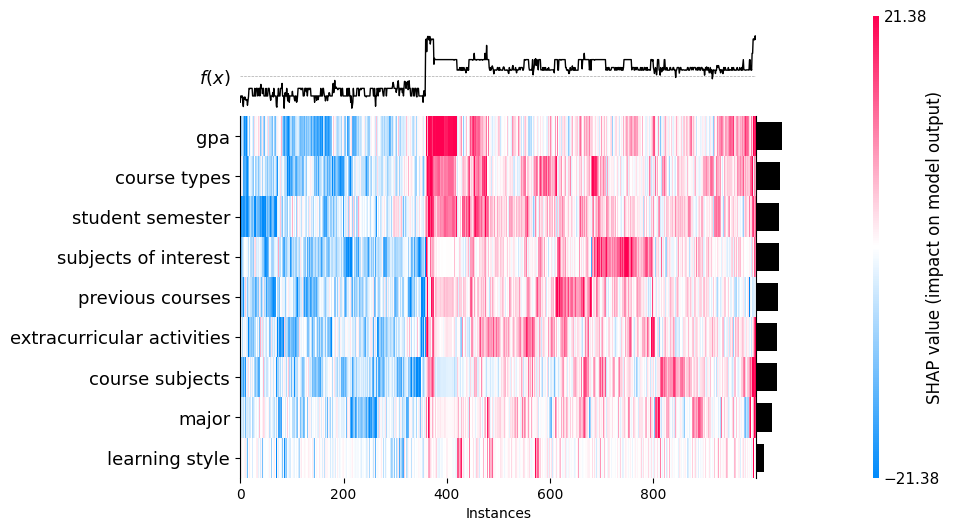 21.38
f(x)
gpa
course types
student semester
subjects of interest
previous courses
extracurricular activities
course subjects
major
learning style
0 200 400 600 800
Instances
SHAP value (impact on model output)
−21.38